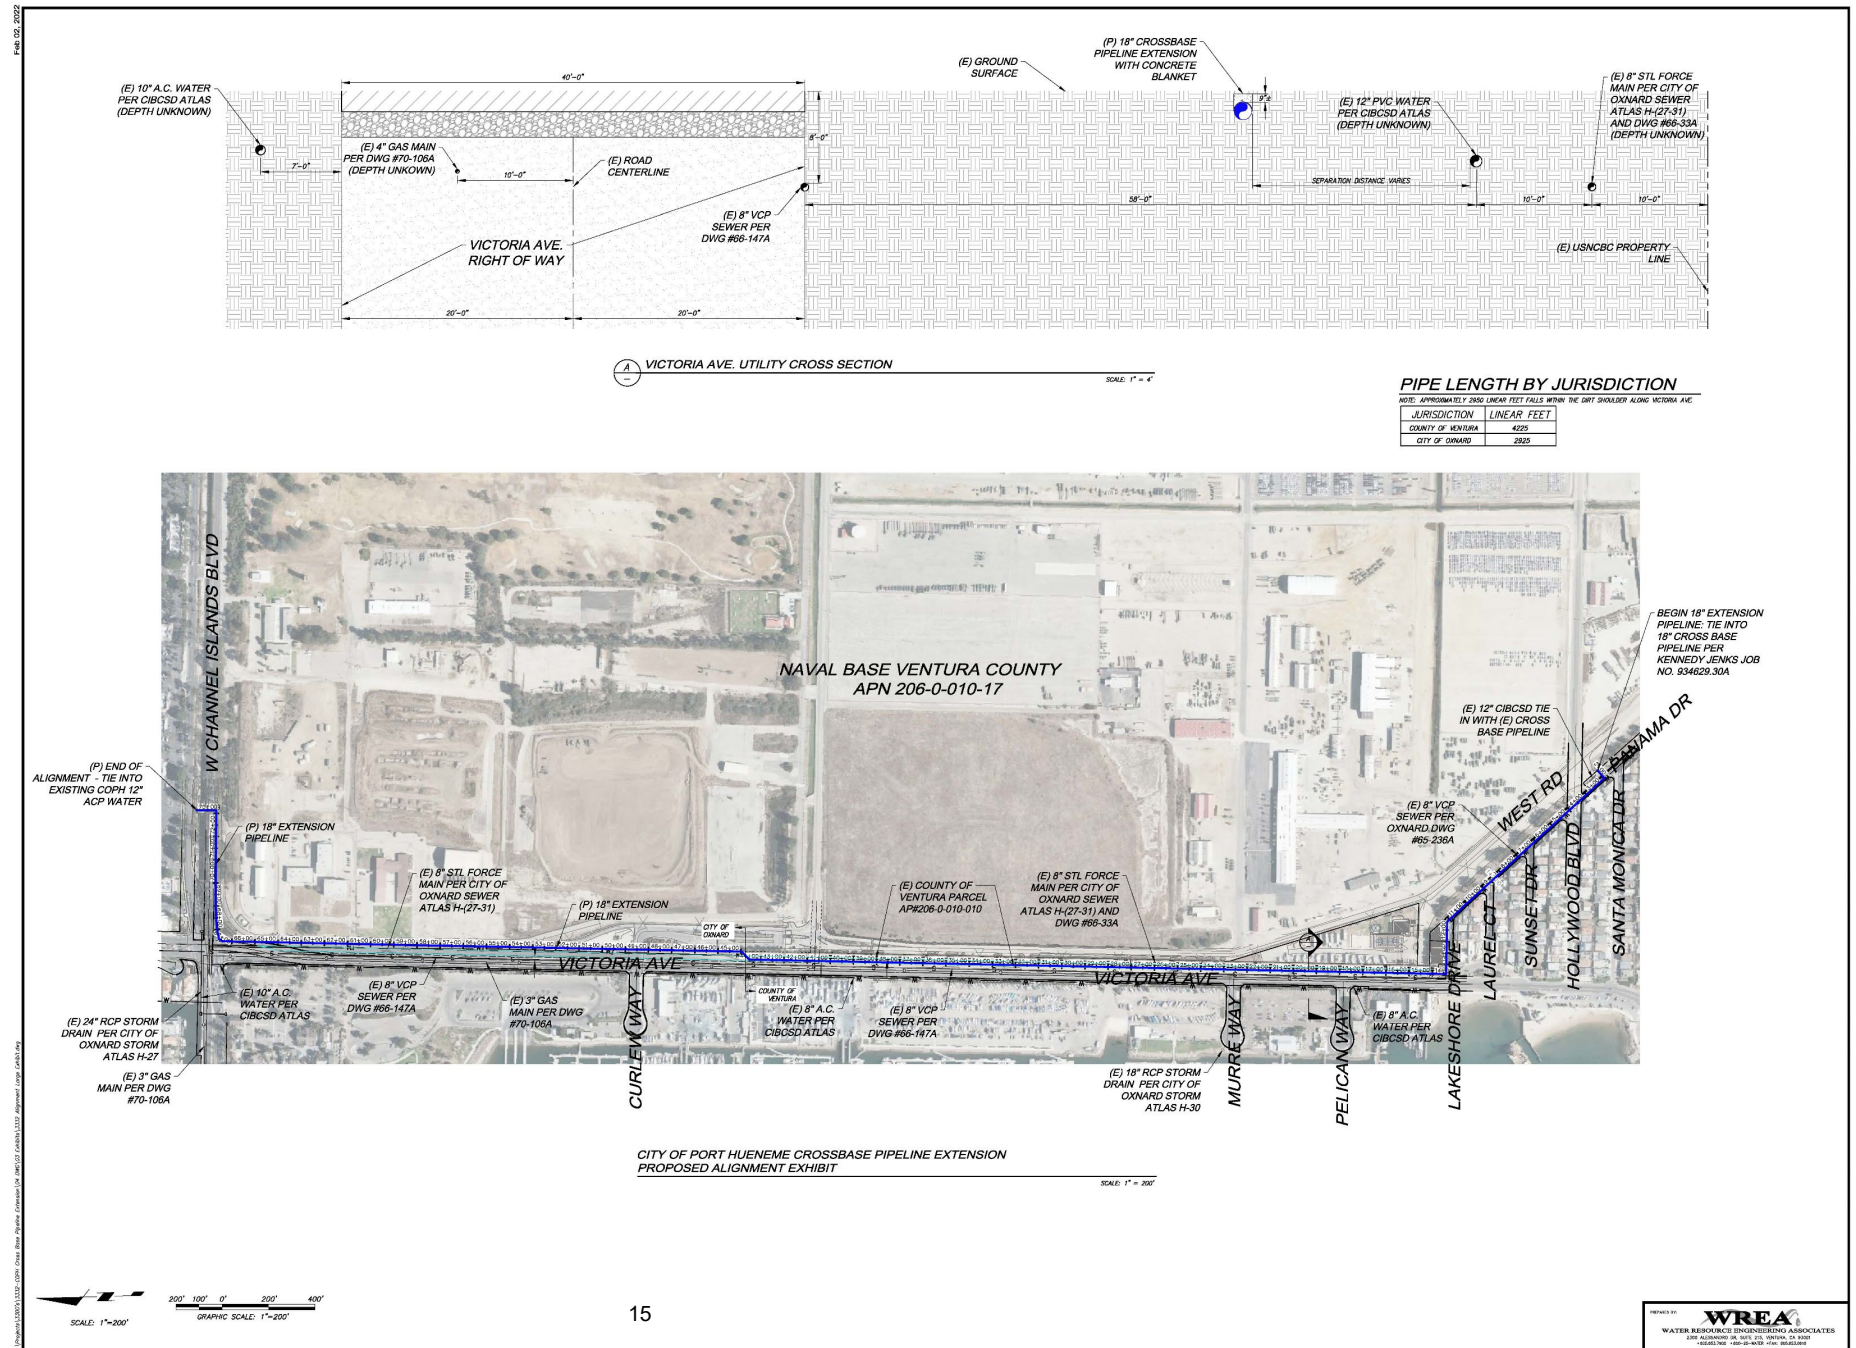 Feb 02, 2022
(E) 10" A.C. WATER
PER CIBCSD ATLAS
(DEPTH UNKNOWN)
40'-0"
(E) GROUND
SURFACE
(P) 18" CROSSBASE
PIPELINE EXTENSION
WITH CONCRETE
BLANKET
9"±
(E) 12" PVC WATER
PER CIBCSD ATLAS
(DEPTH UNKNOWN)
(E) 8" STL FORCE
MAIN PER CITY OF
OXNARD SEWER
ATLAS H-(27-31)
AND DWG #66-33A
(DEPTH UNKNOWN)
7'-0"
(E) 4" GAS MAIN
PER DWG #70-106A
(DEPTH UNKOWN)
10'-0"
(E) ROAD
CENTERLINE
8'-0"
SEPARATION DISTANCE VARIES
58'-0"
10'-0"
10'-0"
(E) 8" VCP
SEWER PER
DWG #66-147A
VICTORIA AVE.
RIGHT OF WAY
(E) USNCBC PROPERTY
LINE
20'-0"
20'-0"
A
VICTORIA AVE. UTILITY CROSS SECTION
SCALE: 1" = 4'
PIPE LENGTH BY JURISDICTION
NOTE: APPROXIMATELY 2950 LINEAR FEET FALLS WITHIN THE DIRT SHOULDER ALONG VICTORIA AVE.
JURISDICTION LINEAR FEET
COUNTY OF VENTURA 4225
CITY OF OXNARD 2925
W CHANNEL ISLANDS BLVD
NAVAL BASE VENTURA COUNTY
APN 206-0-010-17
BEGIN 18" EXTENSION
PIPELINE: TIE INTO
18" CROSS BASE
PIPELINE PER
KENNEDY JENKS JOB
NO. 934629.30A
(E) 12" CIBCSD TIE
IN WITH (E) CROSS
BASE PIPELINE
PANAMA DR
(P) END OF
ALIGNMENT - TIE INTO
EXISTING COPH 12"
ACP WATER
(P) 18" EXTENSION
PIPELINE
(E) 8" VCP
SEWER PER
OXNARD DWG
#65-236A
WEST RD
(E) 8" STL FORCE
MAIN PER CITY OF
OXNARD SEWER
ATLAS H-(27-31)
(P) 18" EXTENSION
PIPELINE
CITY OF
OXNARD
(E) COUNTY OF
VENTURA PARCEL
AP#206-0-010-010
(E) 8" STL FORCE
MAIN PER CITY OF
OXNARD SEWER
ATLAS H-(27-31) AND
DWG #66-33A
VICTORIA AVE
VICTORIA AVE
LAKESHORE DRIVE
LAUREL CT
SUNSET DR
HOLLYWOOD BLVD
SANTA MONICA DR
(E) 24" RCP STORM
DRAIN PER CITY OF
OXNARD STORM
ATLAS H-27
(E) 10" A.C.
WATER PER
CIBCSD ATLAS
(E) 8" VCP
SEWER PER
DWG #66-147A
(E) 3" GAS
MAIN PER DWG
#70-106A
CURLEW WAY
COUNTY OF
VENTURA
(E) 8" A.C.
WATER PER
CIBCSD ATLAS
(E) 8" VCP
SEWER PER
DWG #66-147A
MURRE WAY
PELICAN WAY
(E) 8" A.C.
WATER PER
CIBCSD ATLAS
(E) 3" GAS
MAIN PER DWG
#70-106A
(E) 18" RCP STORM
DRAIN PER CITY OF
OXNARD STORM
ATLAS H-30
CITY OF PORT HUENEME CROSSBASE PIPELINE EXTENSION
PROPOSED ALIGNMENT EXHIBIT
SCALE: 1" = 200'
SCALE: 1"=200'
200' 100' 0' 200' 400'
GRAPHIC SCALE: 1"=200'
15
PREPARED BY:
WREA
WATER RESOURCE ENGINEERING ASSOCIATES